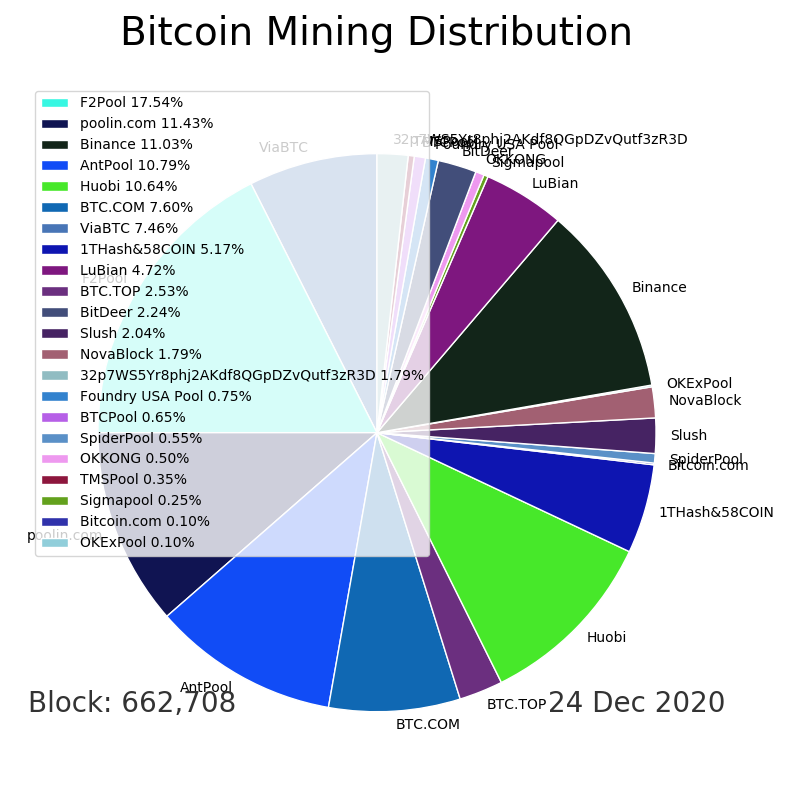 Bitcoin Mining Distribution
F2Pool 17.54%
poolin.com 11.43%
Binance 11.03%
AntPool 10.79%
Huobi 10.64%
BTC.COM 7.60%
ViaBTC 7.46%
1THash&58COIN 5.17%
LuBian 4.72%
BTC.TOP 2.53%
BitDeer 2.24%
Slush 2.04%
NovaBlock 1.79%
32p7WS5Yr8phj2AKdf8QGpDZvQutf3zR3D 1.79%
Foundry USA Pool 0.75%
BTCPool 0.65%
SpiderPool 0.55%
OKKONG 0.50%
TMSPool 0.35%
Sigmapool 0.25%
Bitcoin.com 0.10%
OKExPool 0.10%
ViaBTC
32p7WS5Yr8phj2AKdf8QGpDZvQutf3zR3D
Foundry USA Pool
BitDeer
OKKONG
Sigmapool
LuBian
F2Pool
Binance
OKExPool
NovaBlock
Slush
SpiderPool
Bitcoin.com
1THash&58COIN
poolin.com
Huobi
AntPool
BTC.TOP
BTC.COM
Block: 662,708
24 Dec 2020